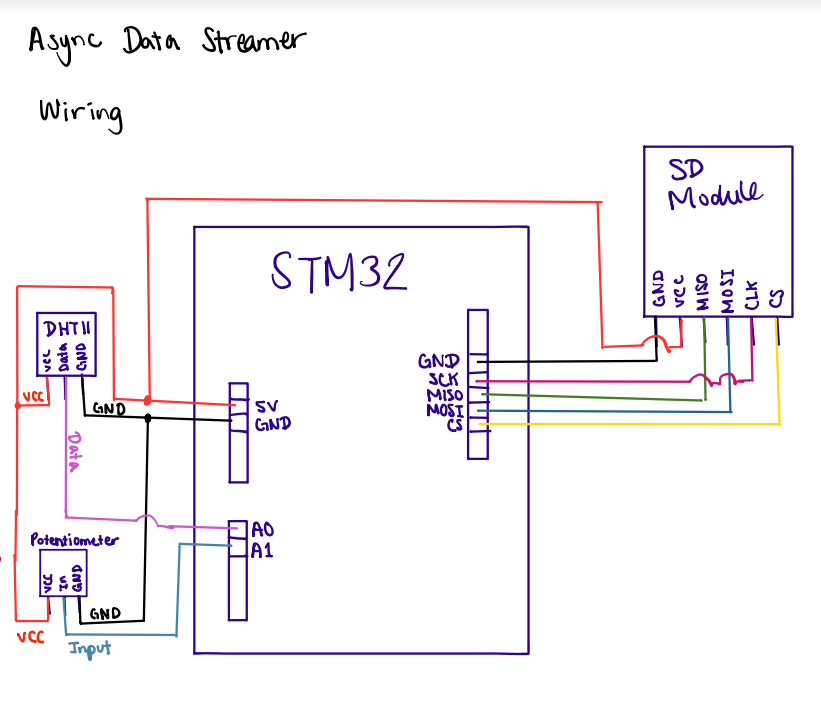 Async Data Streamer
Wiring
SD
Module
GND
VCC
MISO
MOSI
CLK
CS
STM32
DHT11
VCC
Data
GND
VCC
GND
Data
5V
GND
GND
SCK
MISO
MOSI
CS
A0
A1
Potentiometer
VCC
In
GND
GND
VCC
Input